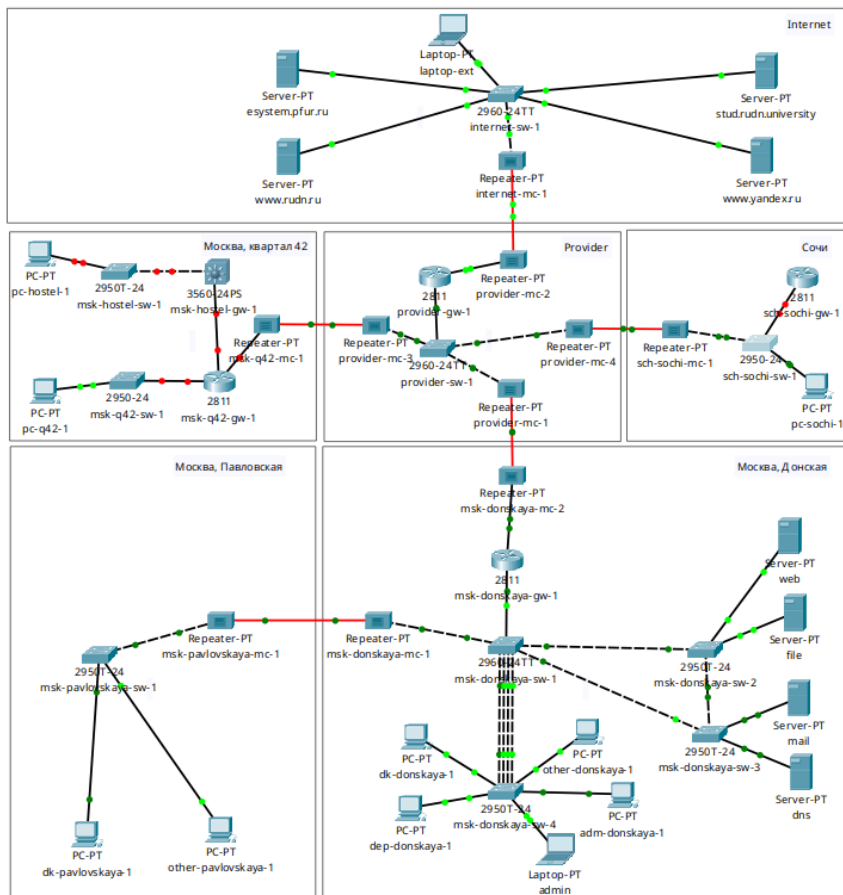 Internet
Laptop-PT
laptop-ext
Server-PT
esystem.pfur.ru
2960-24TT
internet-sw-1
Server-PT
stud.rudn.university
Server-PT
www.rudn.ru
Repeater-PT
internet-mc-1
Server-PT
www.yandex.ru
Москва, квартал 42
PC-PT
pc-hostel-1
2950T-24
msk-hostel-sw-1
3560-24PS
msk-hostel-gw-1
Repeater-PT
msk-q42-mc-1
PC-PT
pc-q42-1
2950-24
msk-q42-sw-1
2811
msk-q42-gw-1
Provider
2811
provider-gw-1
Repeater-PT
provider-mc-2
Repeater-PT
provider-mc-3
2960-24TT
provider-sw-1
Repeater-PT
provider-mc-4
Repeater-PT
provider-mc-1
Сочи
2811
sch-sochi-gw-1
Repeater-PT
sch-sochi-mc-1
2950-24
sch-sochi-sw-1
PC-PT
pc-sochi-1
Москва, Павловская
Repeater-PT
msk-pavlovskaya-mc-1
2950T-24
msk-pavlovskaya-sw-1
PC-PT
dk-pavlovskaya-1
PC-PT
other-pavlovskaya-1
Москва, Донская
Repeater-PT
msk-donskaya-mc-2
2811
msk-donskaya-gw-1
Server-PT
web
Repeater-PT
msk-donskaya-mc-1
2960-24TT
msk-donskaya-sw-1
2950T-24
msk-donskaya-sw-2
Server-PT
file
Server-PT
mail
2950T-24
msk-donskaya-sw-3
Server-PT
dns
PC-PT
dk-donskaya-1
PC-PT
other-donskaya-1
2950T-24
msk-donskaya-sw-4
PC-PT
dep-donskaya-1
PC-PT
adm-donskaya-1
Laptop-PT
admin